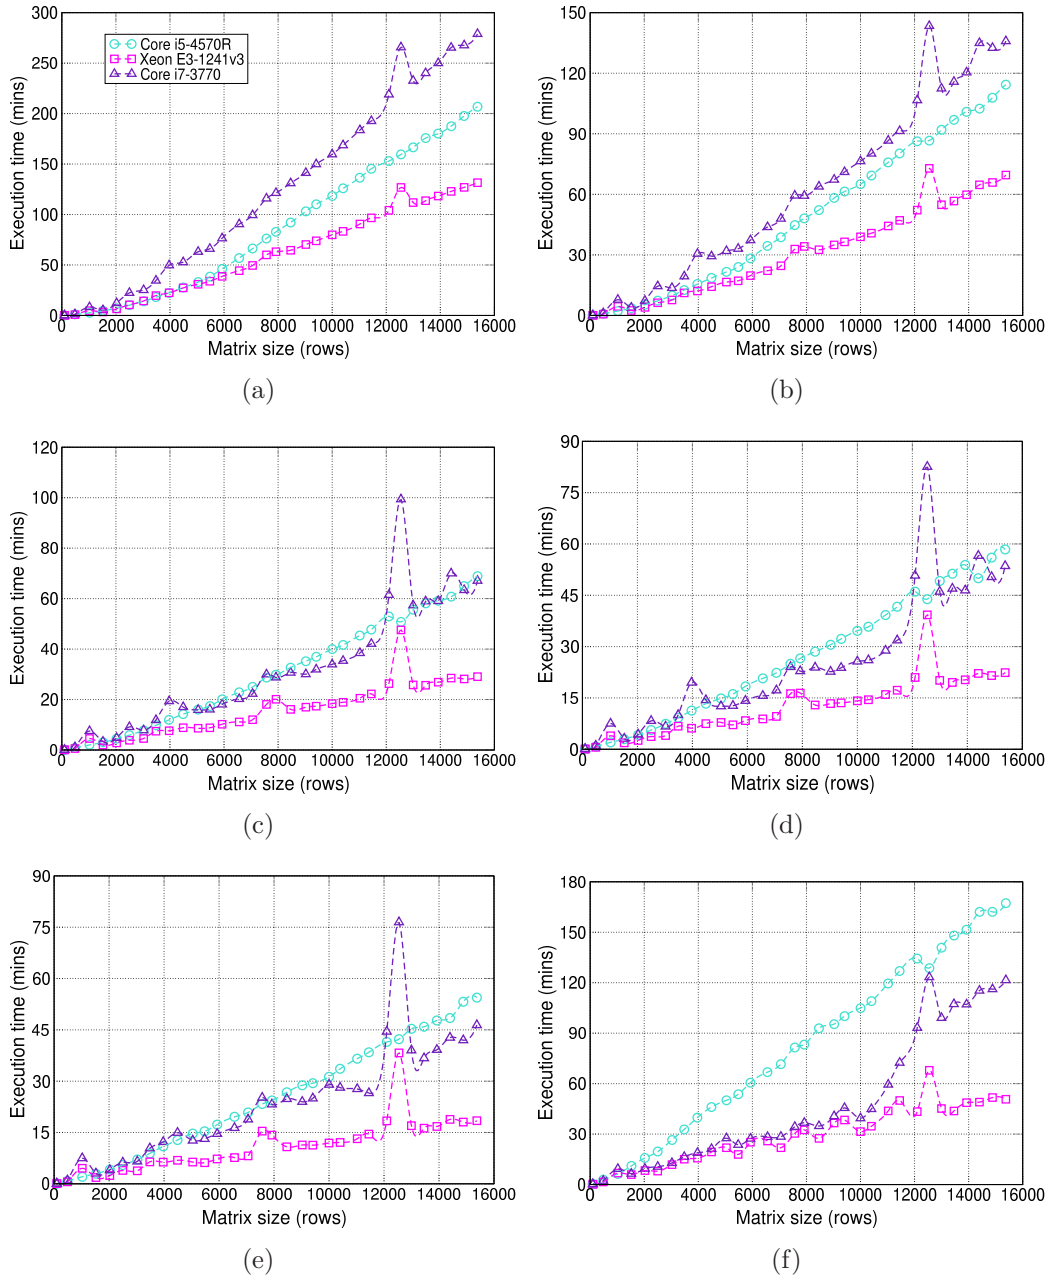 300
250
200
150
100
50
0
Execution time (mins)
Core i5-4570R
Xeon E3-1241v3
Core i7-3770
0 2000 4000 6000 8000 10000 12000 14000 16000
Matrix size (rows)
(a)
150
120
90
60
30
0
Execution time (mins)
0 2000 4000 6000 8000 10000 12000 14000 16000
Matrix size (rows)
(b)
120
100
80
60
40
20
0
Execution time (mins)
0 2000 4000 6000 8000 10000 12000 14000 16000
Matrix size (rows)
(c)
90
75
60
45
30
15
0
Execution time (mins)
0 2000 4000 6000 8000 10000 12000 14000 16000
Matrix size (rows)
(d)
90
75
60
45
30
15
0
Execution time (mins)
0 2000 4000 6000 8000 10000 12000 14000 16000
Matrix size (rows)
(e)
180
150
120
90
60
30
0
Execution time (mins)
0 2000 4000 6000 8000 10000 12000 14000 16000
Matrix size (rows)
(f)